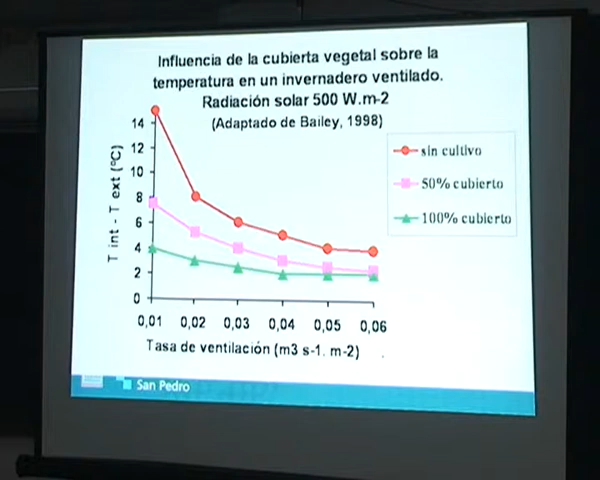 Influencia de la cubierta vegetal sobre la
temperatura en un invernadero ventilado.
Radiación solar 500 W.m-2
(Adaptado de Bailey, 1998)
T int - T ext (ºC)
14
12
10
8
6
4
2
0
0,01 0,02 0,03 0,04 0,05 0,06
Tasa de ventilación (m3 s-1. m-2)
sin cultivo
50% cubierto
100% cubierto
San Pedro